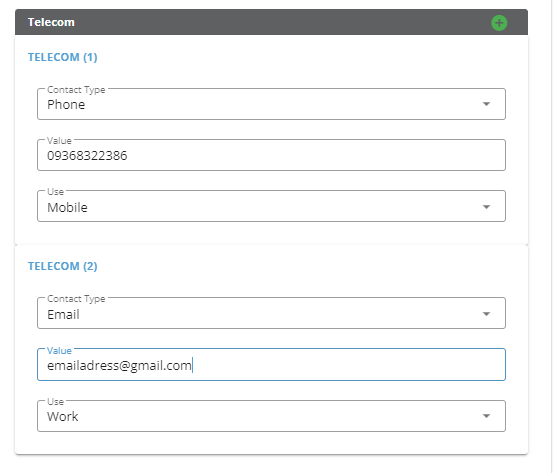 Telecom
TELECOM (1)
Contact Type
Phone
Value
09368322386
Use
Mobile
TELECOM (2)
Contact Type
Email
Value
emailadress@gmail.com
Use
Work